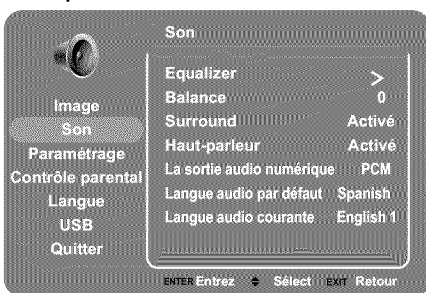 Son
Image
Son
Paramétrage
Contrôle parental
Langue
USB
Quitter
Equalizer >
Balance 0
Surround Activé
Haut-parleur Activé
La sortie audio numérique PCM
Langue audio par défaut Spanish
Langue audio courante English 1
ENTER Entrez Sélect EXIT Retour